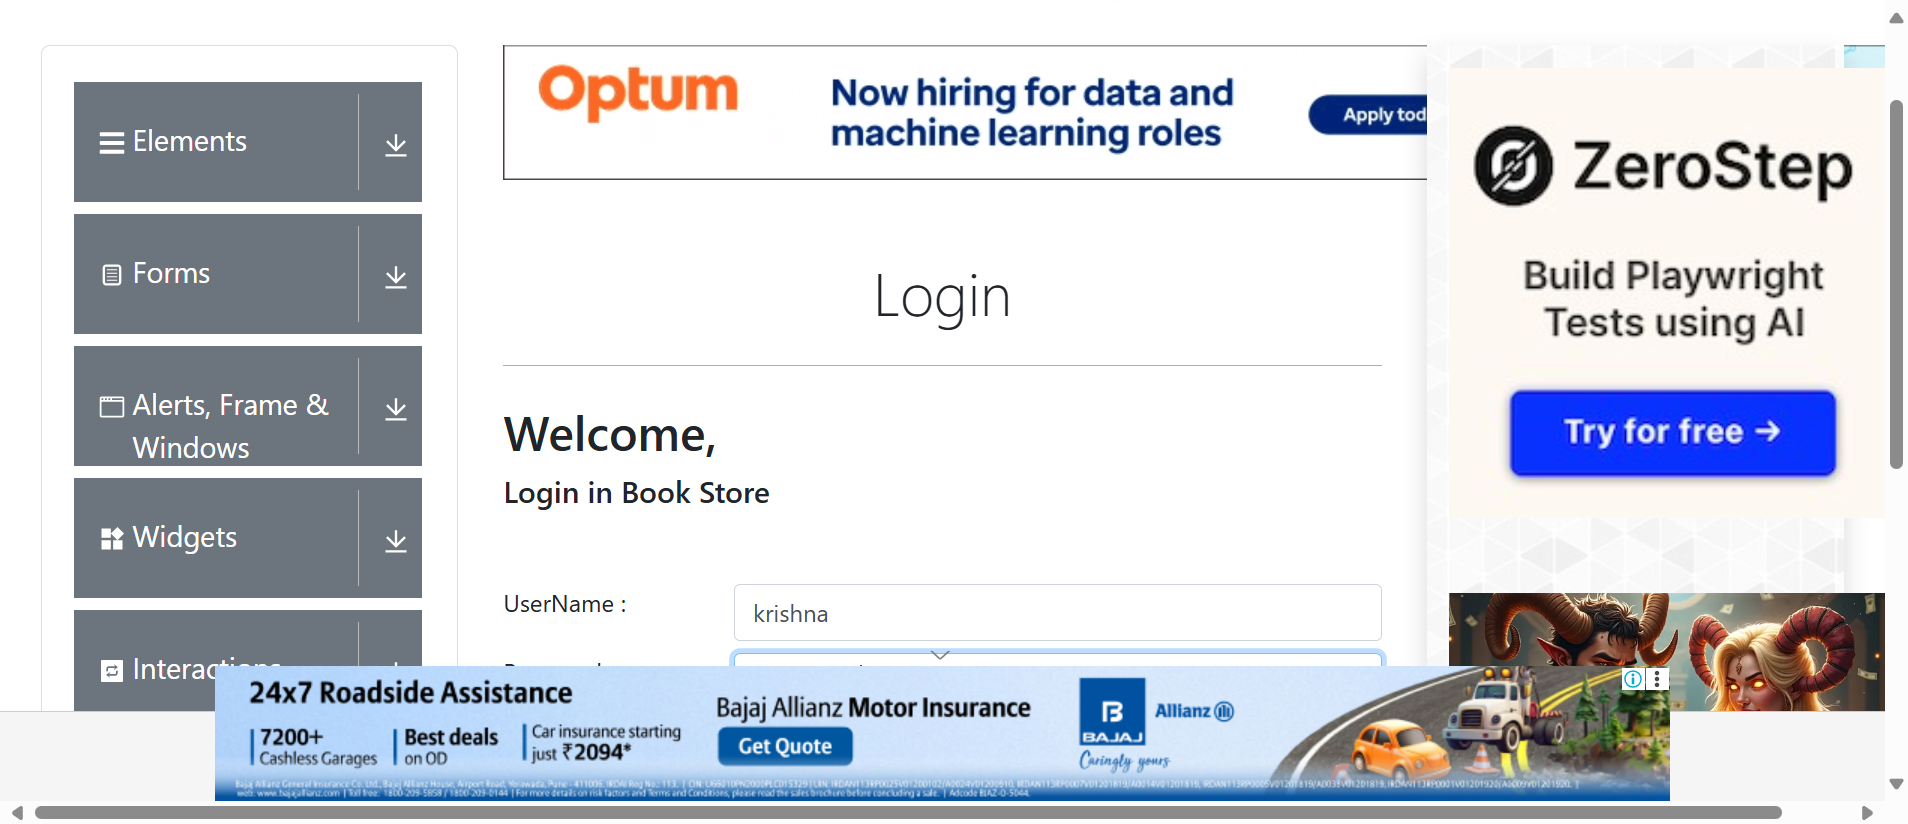 Elements
Forms
Alerts, Frame &
Windows
Widgets
Interactions
Optum
Now hiring for data and
machine learning roles
Apply tod
Login
Welcome,
Login in Book Store
UserName :
krishna
ZeroStep
Build Playwright
Tests using AI
Try for free →
24x7 Roadside Assistance
7200+
Cashless Garages
Best deals
on OD
Car insurance starting
just ₹2094*
Bajaj Allianz Motor Insurance
Get Quote
B
BAJAJ
Allianz
Caringly yours